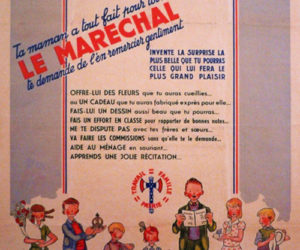 Ta maman a tout fait pour toi
LE MARÉCHAL
te demande de l'en remercier gentiment
INVENTE LA SURPRISE LA
PLUS BELLE QUE TU POURRAS
CELLE QUI LUI FERA LE
PLUS GRAND PLAISIR
OFFRE-LUI DES FLEURS que tu auras cueillies...
ou UN CADEAU que tu auras fabriqué exprès pour elle...
FAIS-LUI UN DESSIN aussi beau que tu pourras...
FAIS UN EFFORT EN CLASSE pour rapporter de bonnes notes...
NE TE DISPUTE PAS avec tes frères et sœurs...
VA FAIRE LES COMMISSIONS sans qu'elle te le demande...
AIDE AU MÉNAGE en souriant...
APPRENDS UNE JOLIE RÉCITATION...
TRAVAIL FAMILLE
PATRIE